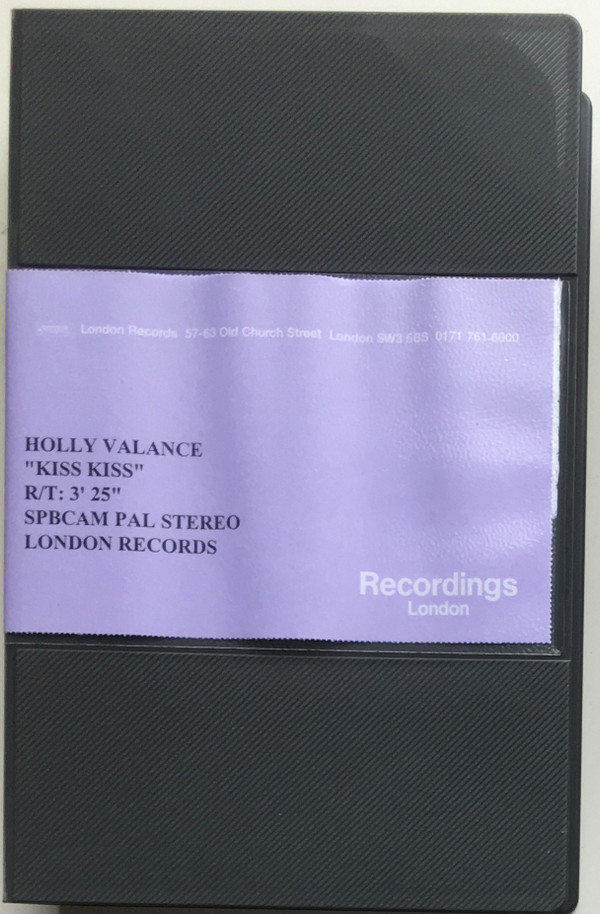 London Records 57-63 Old Church Street London SW3 5BS 0171 761-6000
HOLLY VALANCE
"KISS KISS"
R/T: 3' 25"
SPBCAM PAL STEREO
LONDON RECORDS
Recordings
London